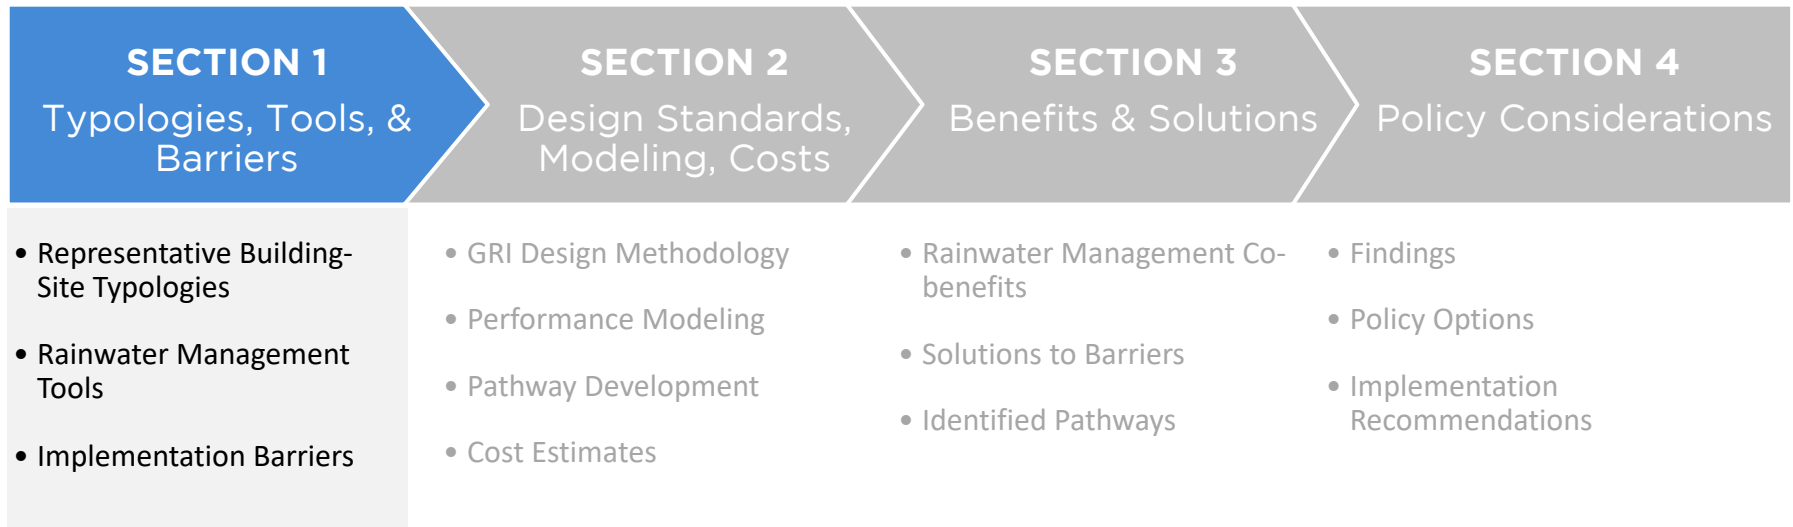 SECTION 1
Typologies, Tools, &
Barriers
• Representative Building-
Site Typologies
• Rainwater Management
Tools
• Implementation Barriers
SECTION 2
Design Standards,
Modeling, Costs
• GRI Design Methodology
• Performance Modeling
• Pathway Development
• Cost Estimates
SECTION 3
Benefits & Solutions
• Rainwater Management Co-
benefits
• Solutions to Barriers
• Identified Pathways
SECTION 4
Policy Considerations
• Findings
• Policy Options
• Implementation
Recommendations